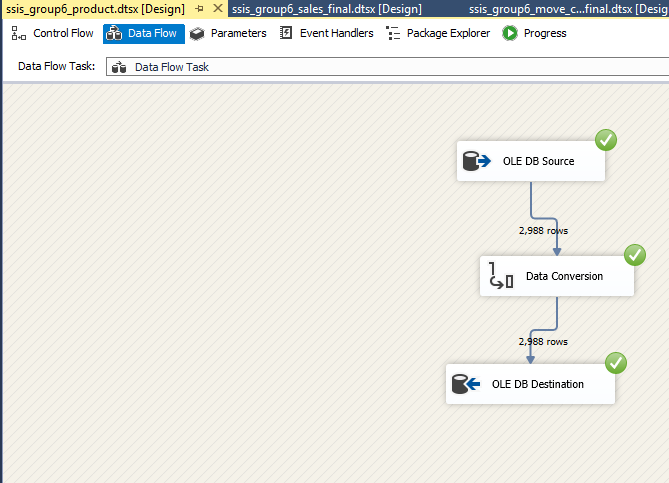 ssis_group6_product.dtsx [Design] ssis_group6_sales_final.dtsx [Design] ssis_group6_move_c...final.dtsx [Desig
Control Flow Data Flow Parameters Event Handlers Package Explorer Progress
Data Flow Task: Data Flow Task
OLE DB Source
2,988 rows
Data Conversion
2,988 rows
OLE DB Destination